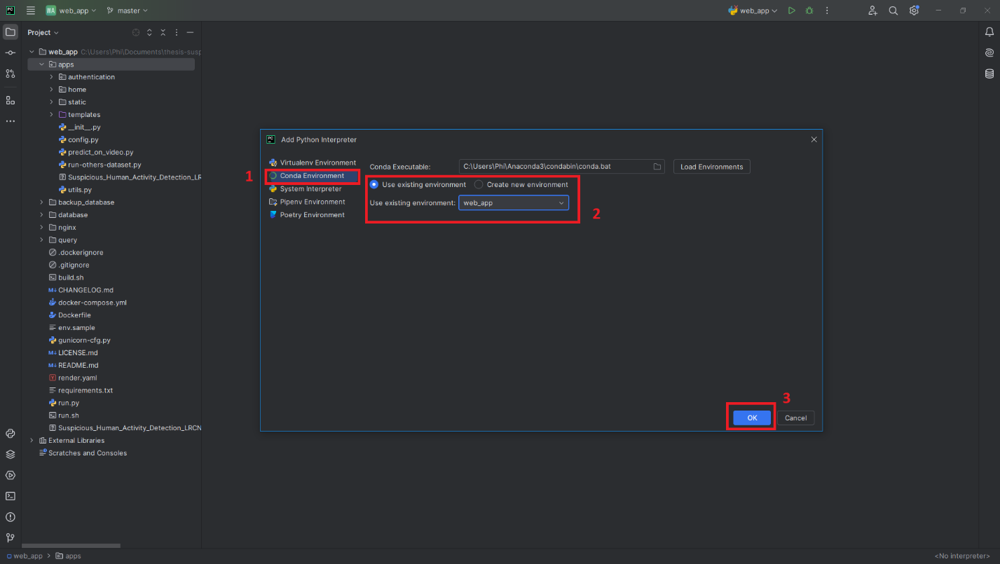 PC WA web_app master web_app
Project
web_app C:\Users\Phi\Documents\thesis-susp
apps
authentication
home
static
templates
__init__.py
config.py
predict_on_video.py
run-others-dataset.py
Suspicious_Human_Activity_Detection_LR
utils.py
backup_database
database
nginx
query
.dockerignore
.gitignore
build.sh
M↓ CHANGELOG.md
docker-compose.yml
Dockerfile
env.sample
gunicorn-cfg.py
M↓ LICENSE.md
M↓ README.md
Y render.yaml
requirements.txt
run.py
run.sh
Suspicious_Human_Activity_Detection_LRCN
External Libraries
Scratches and Consoles
PC Add Python Interpreter
Virtualenv Environment
1 Conda Environment
System Interpreter
Pipenv Environment
Poetry Environment
Conda Executable: C:\Users\Phi\Anaconda3\condabin\conda.bat Load Environments
Use existing environment Create new environment
Use existing environment: web_app
2
3
OK Cancel
web_app > apps <No interpreter>